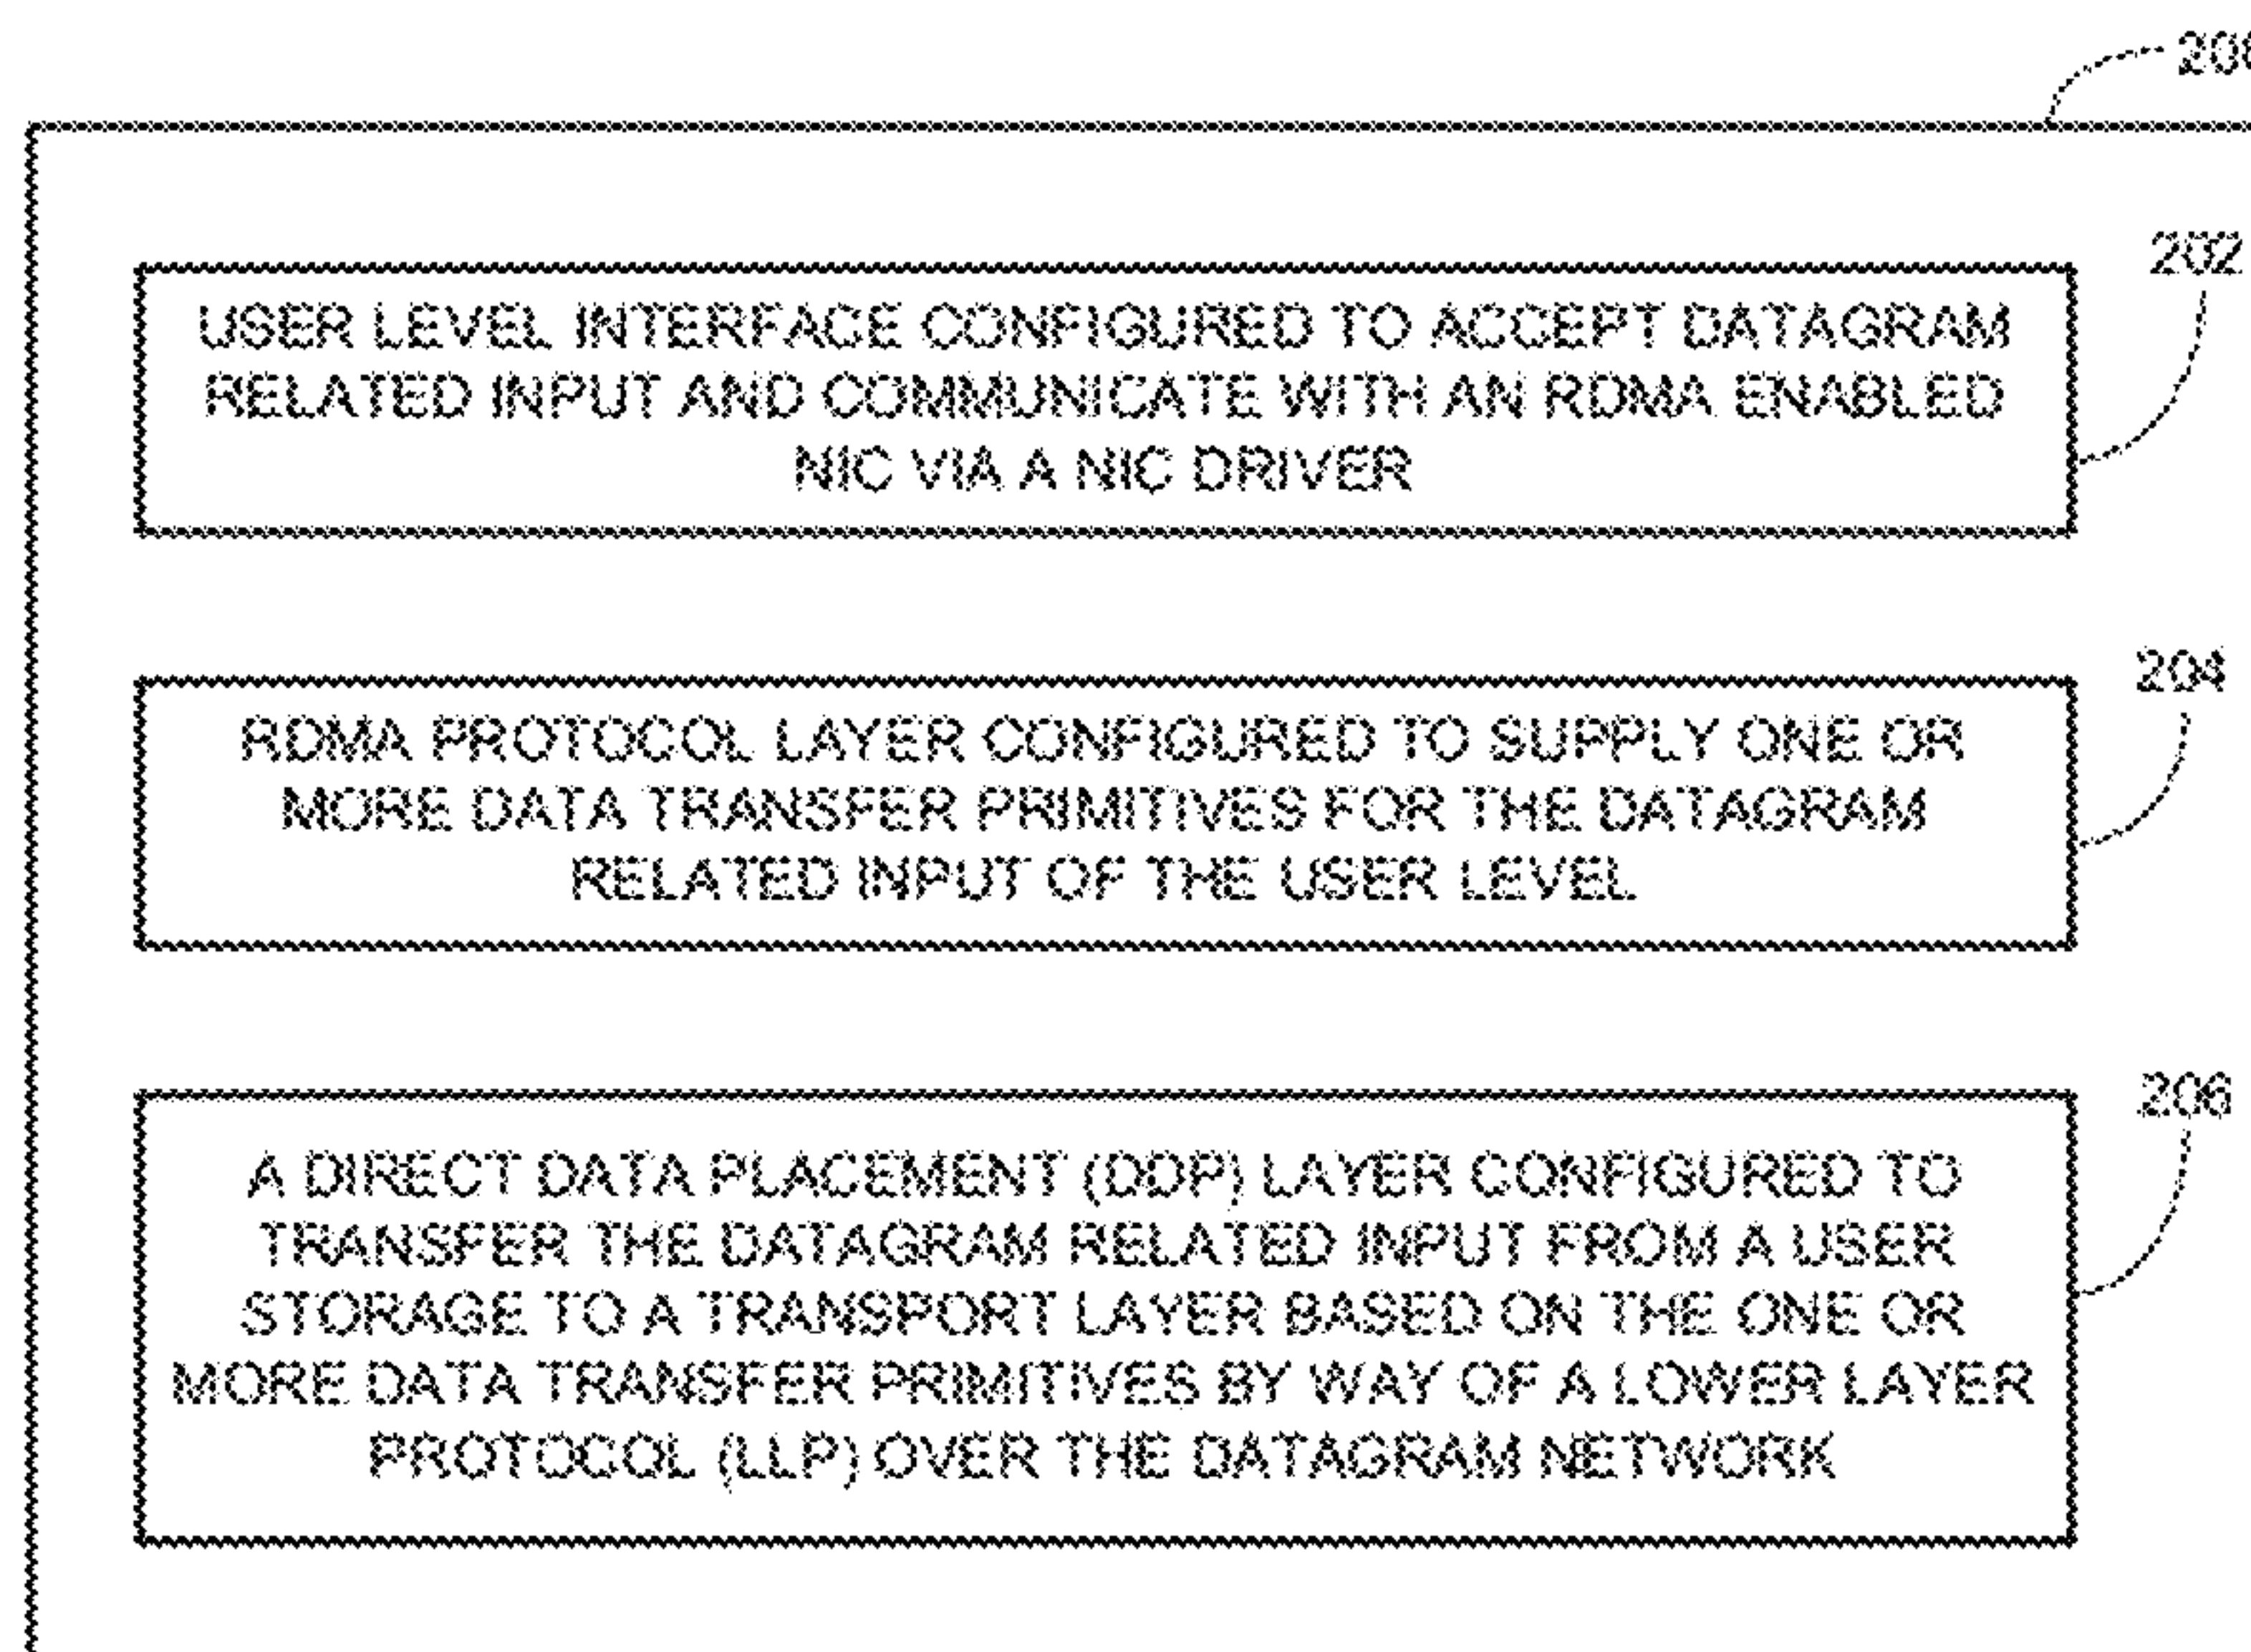 202
USER LEVEL INTERFACE CONFIGURED TO ACCEPT DATAGRAM
RELATED INPUT AND COMMUNICATE WITH AN RDMA ENABLED
NIC VIA A NIC DRIVER
204
RDMA PROTOCOL LAYER CONFIGURED TO SUPPLY ONE OR
MORE DATA TRANSFER PRIMITIVES FOR THE DATAGRAM
RELATED INPUT OF THE USER LEVEL
206
A DIRECT DATA PLACEMENT (DDP) LAYER CONFIGURED TO
TRANSFER THE DATAGRAM RELATED INPUT FROM A USER
STORAGE TO A TRANSPORT LAYER BASED ON THE ONE OR
MORE DATA TRANSFER PRIMITIVES BY WAY OF A LOWER LAYER
PROTOCOL (LLP) OVER THE DATAGRAM NETWORK